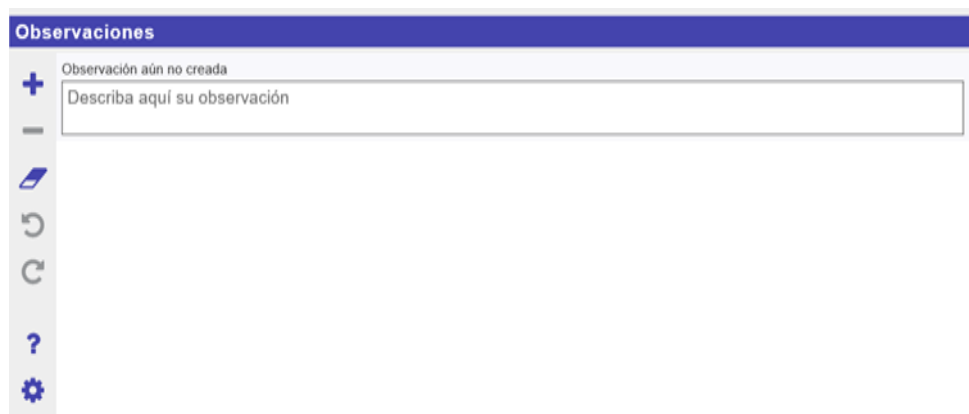 Observaciones
Observación aún no creada
Describa aquí su observación
?